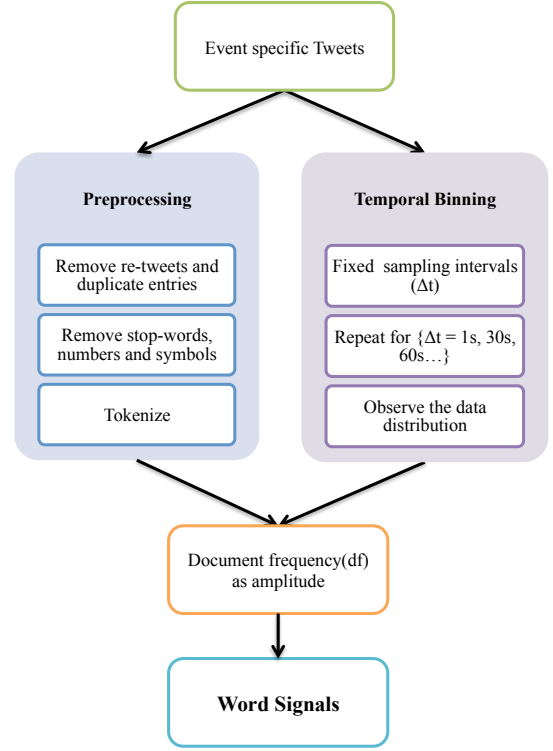 Event specific Tweets
Preprocessing
Remove re-tweets and
duplicate entries
Remove stop-words,
numbers and symbols
Tokenize
Temporal Binning
Fixed sampling intervals
(Δt)
Repeat for {Δt = 1s, 30s,
60s…}
Observe the data
distribution
Document frequency(df)
as amplitude
Word Signals